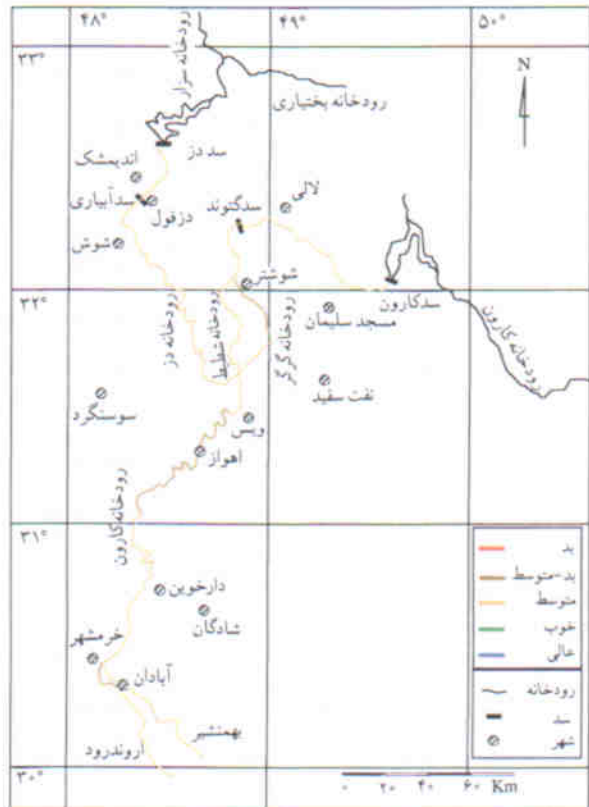 ۴۸°
۴۹°
۵۰°
۳۳°
N
رودخانه سزار
رودخانه بختیاری
سد دز
اندیمشک
سدآبیاری
دزفول
سدگتوند
لالی
شوش
شوشتر
۳۲°
سدکارون
مسجد سلیمان
رودخانه کارون
رودخانه دز
رودخانه شطیط
رودخانه گرگر
نفت سفید
سوسنگرد
ویس
اهواز
۳۱°
رودخانه کارون
دارخوین
شادگان
خرمشهر
آبادان
بهمنشیر
اروندرود
۳۰°
بد
بد-متوسط
متوسط
خوب
عالی
رودخانه
سد
شهر
۰ ۲۰ ۴۰ ۶۰ Km